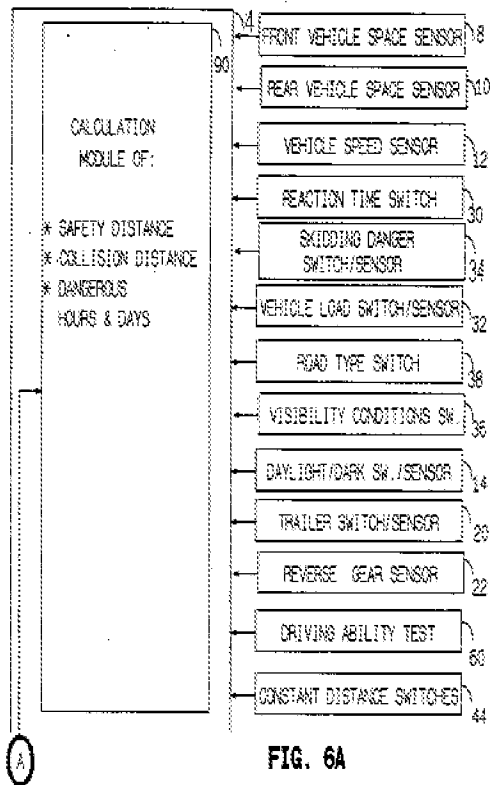 4
90
CALCULATION
MODULE OF:
* SAFETY DISTANCE
* COLLISION DISTANCE
* DANGEROUS
HOURS & DAYS
FRONT VEHICLE SPACE SENSOR
8
REAR VEHICLE SPACE SENSOR
10
VEHICLE SPEED SENSOR
12
REACTION TIME SWITCH
30
SKIDDING DANGER
SWITCH/SENSOR
34
VEHICLE LOAD SWITCH/SENSOR
32
ROAD TYPE SWITCH
38
VISIBILITY CONDITIONS SW.
36
DAYLIGHT/DARK SW./SENSOR
14
TRAILER SWITCH/SENSOR
20
REVERSE GEAR SENSOR
22
DRIVING ABILITY TEST
60
CONSTANT DISTANCE SWITCHES
44
A
FIG. 6A